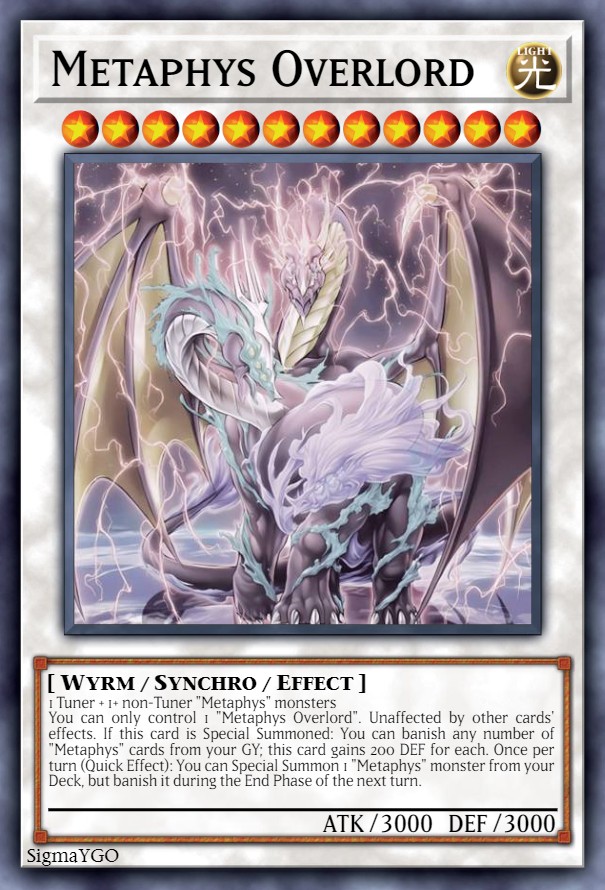 METAPHYS OVERLORD
LIGHT
光
[ WYRM / SYNCHRO / EFFECT ]
1 Tuner + 1+ non-Tuner "Metaphys" monsters
You can only control 1 "Metaphys Overlord". Unaffected by other cards'
effects. If this card is Special Summoned: You can banish any number of
"Metaphys" cards from your GY; this card gains 200 DEF for each. Once per
turn (Quick Effect): You can Special Summon 1 "Metaphys" monster from your
Deck, but banish it during the End Phase of the next turn.
ATK / 3000 DEF / 3000
SigmaYGO